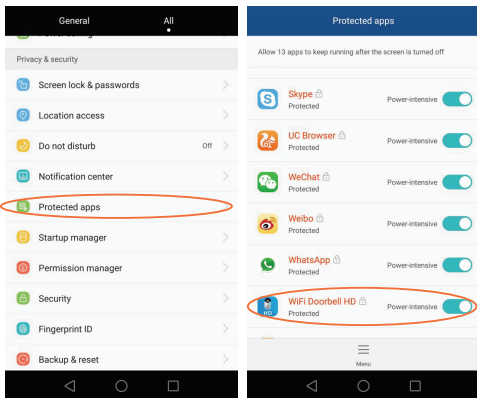 General All
Privacy & security
Screen lock & passwords
Location access
Do not disturb Off
Notification center
Protected apps
Startup manager
Permission manager
Security
Fingerprint ID
Backup & reset
Protected apps
Allow 13 apps to keep running after the screen is turned off
Skype
Protected Power-intensive
UC Browser
Protected Power-intensive
WeChat
Protected Power-intensive
Weibo
Protected Power-intensive
WhatsApp
Protected Power-intensive
HD
WiFi Doorbell HD
Protected Power-intensive
Menu